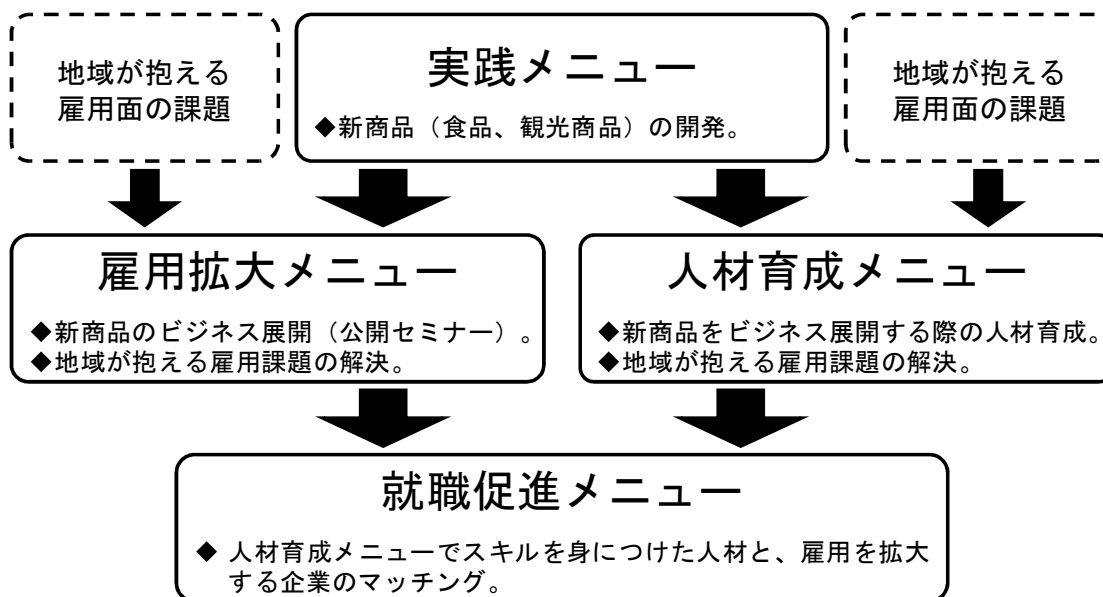 地域が抱える
雇用面の課題
実践メニュー
◆新商品（食品、観光商品）の開発。
地域が抱える
雇用面の課題
雇用拡大メニュー
◆新商品のビジネス展開（公開セミナー）。
◆地域が抱える雇用課題の解決。
人材育成メニュー
◆新商品をビジネス展開する際の人材育成。
◆地域が抱える雇用課題の解決。
就職促進メニュー
◆ 人材育成メニューでスキルを身につけた人材と、雇用を拡大
する企業のマッチング。